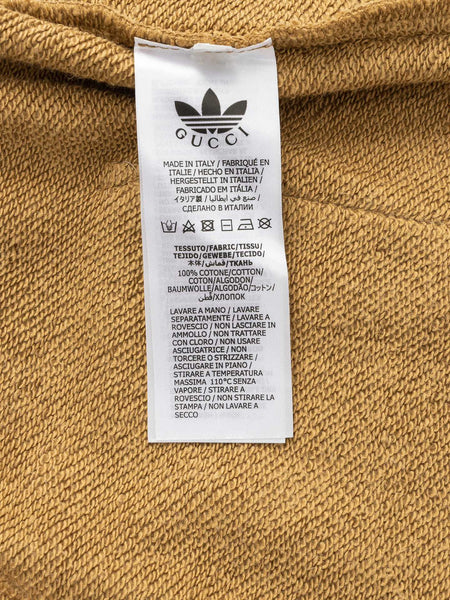 GUCCI
MADE IN ITALY / FABRIQUÉ EN
ITALIE / HECHO EN ITALIA /
HERGESTELLT IN ITALIEN /
FABRICADO EM ITÁLIA /
イタリア製 / صنع في ايطاليا /
СДЕЛАНО В ИТАЛИИ
TESSUTO/FABRIC/TISSU/
TEJIDO/GEWEBE/TECIDO/
本体/قماش/ТКАНЬ
100% COTONE/COTTON/
COTON/ALGODON/
BAUMWOLLE/ALGODÃO/コットン/
قطن/ХЛОПОК
LAVARE A MANO / LAVARE
SEPARATAMENTE / LAVARE A
ROVESCIO / NON LASCIARE IN
AMMOLLO / NON TRATTARE
CON CLORO / NON USARE
ASCIUGATRICE / NON
TORCERE O STRIZZARE /
ASCIUGARE IN PIANO /
STIRARE A TEMPERATURA
MASSIMA 110°C SENZA
VAPORE / STIRARE A
ROVESCIO / NON STIRARE LA
STAMPA / NON LAVARE A
SECCO